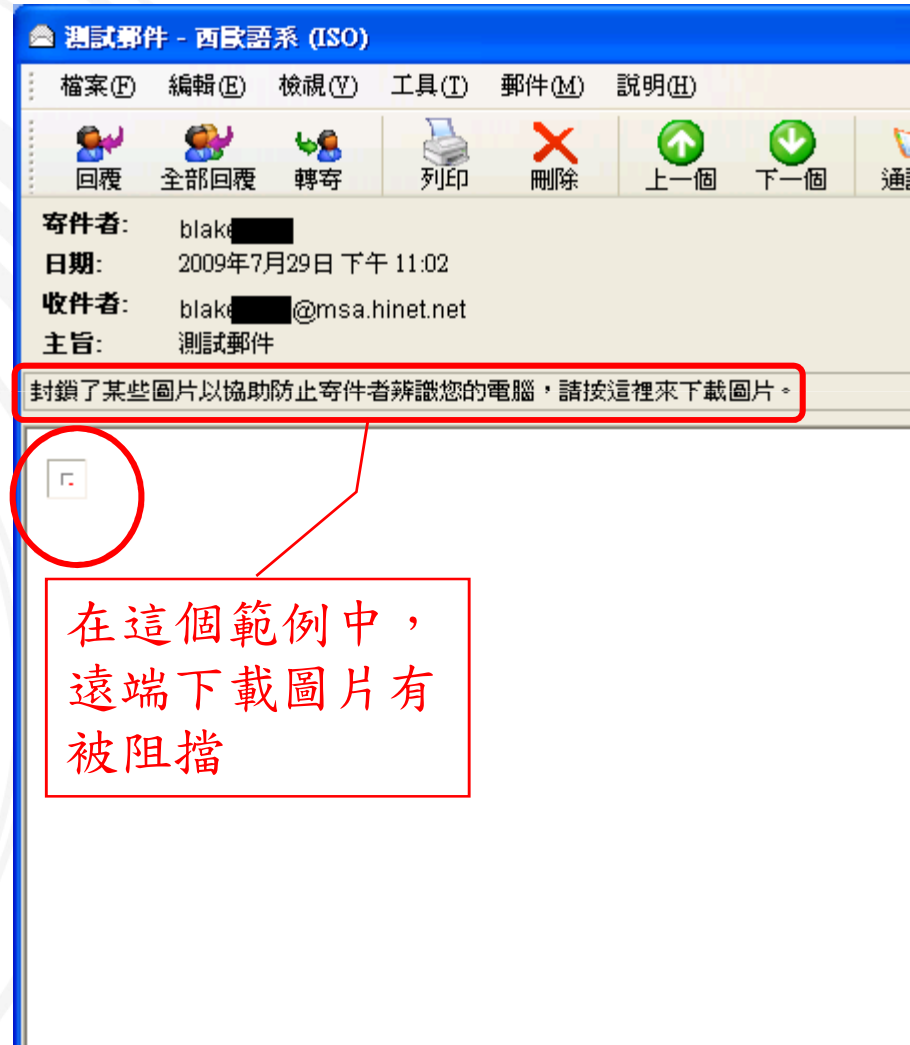 測試郵件 - 西歐語系 (ISO)
檔案(F) 編輯(E) 檢視(V) 工具(T) 郵件(M) 說明(H)
回覆 全部回覆 轉寄 列印 刪除 上一個 下一個 通
寄件者: blake
日期: 2009年7月29日 下午 11:02
收件者: blake @msa.hinet.net
主旨: 測試郵件
封鎖了某些圖片以協助防止寄件者辨識您的電腦，請按這裡來下載圖片。
在這個範例中，
遠端下載圖片有
被阻擋